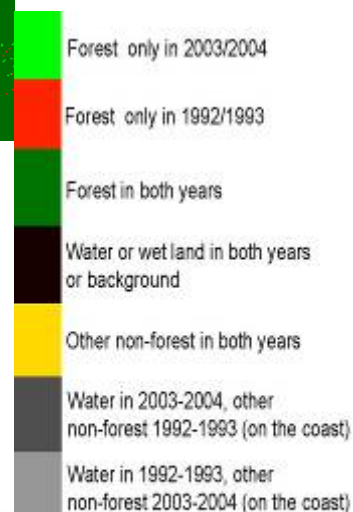 Forest only in 2003/2004
Forest only in 1992/1993
Forest in both years
Water or wet land in both years
or background
Other non-forest in both years
Water in 2003-2004, other
non-forest 1992-1993 (on the coast)
Water in 1992-1993, other
non-forest 2003-2004 (on the coast)